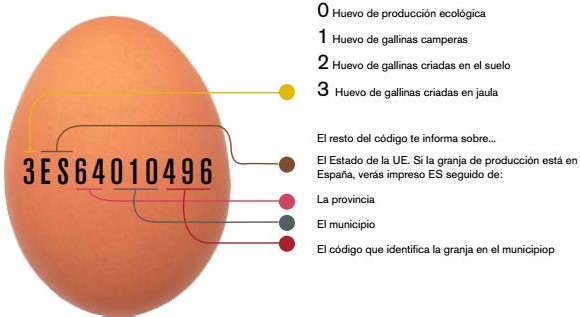 0 Huevo de producción ecológica
1 Huevo de gallinas camperas
2 Huevo de gallinas criadas en el suelo
3 Huevo de gallinas criadas en jaula
El resto del código te informa sobre...
El Estado de la UE. Si la granja de producción está en
España, verás impreso ES seguido de:
3ES64010496
La provincia
El municipio
El código que identifica la granja en el municipiop